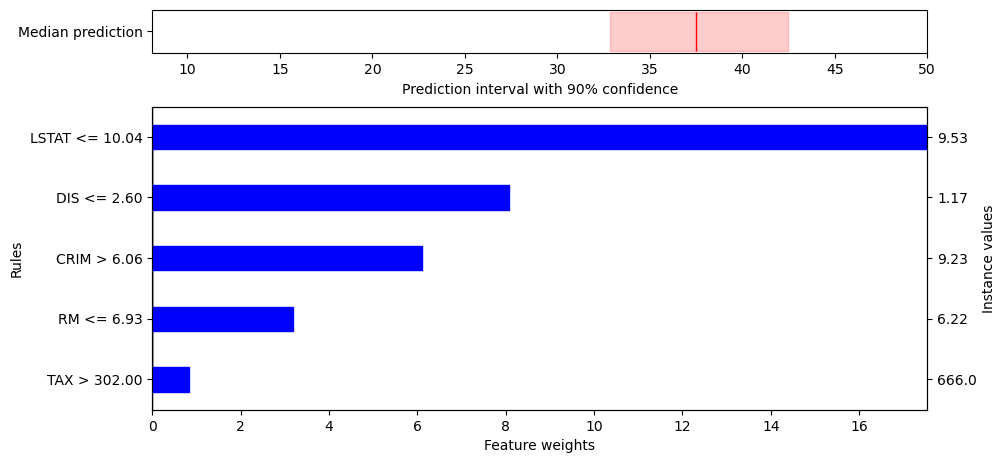 Median prediction
10 15 20 25 30 35 40 45 50
Prediction interval with 90% confidence
LSTAT <= 10.04 9.53
DIS <= 2.60 1.17
CRIM > 6.06 9.23
RM <= 6.93 6.22
TAX > 302.00 666.0
Rules
Instance values
0 2 4 6 8 10 12 14 16
Feature weights